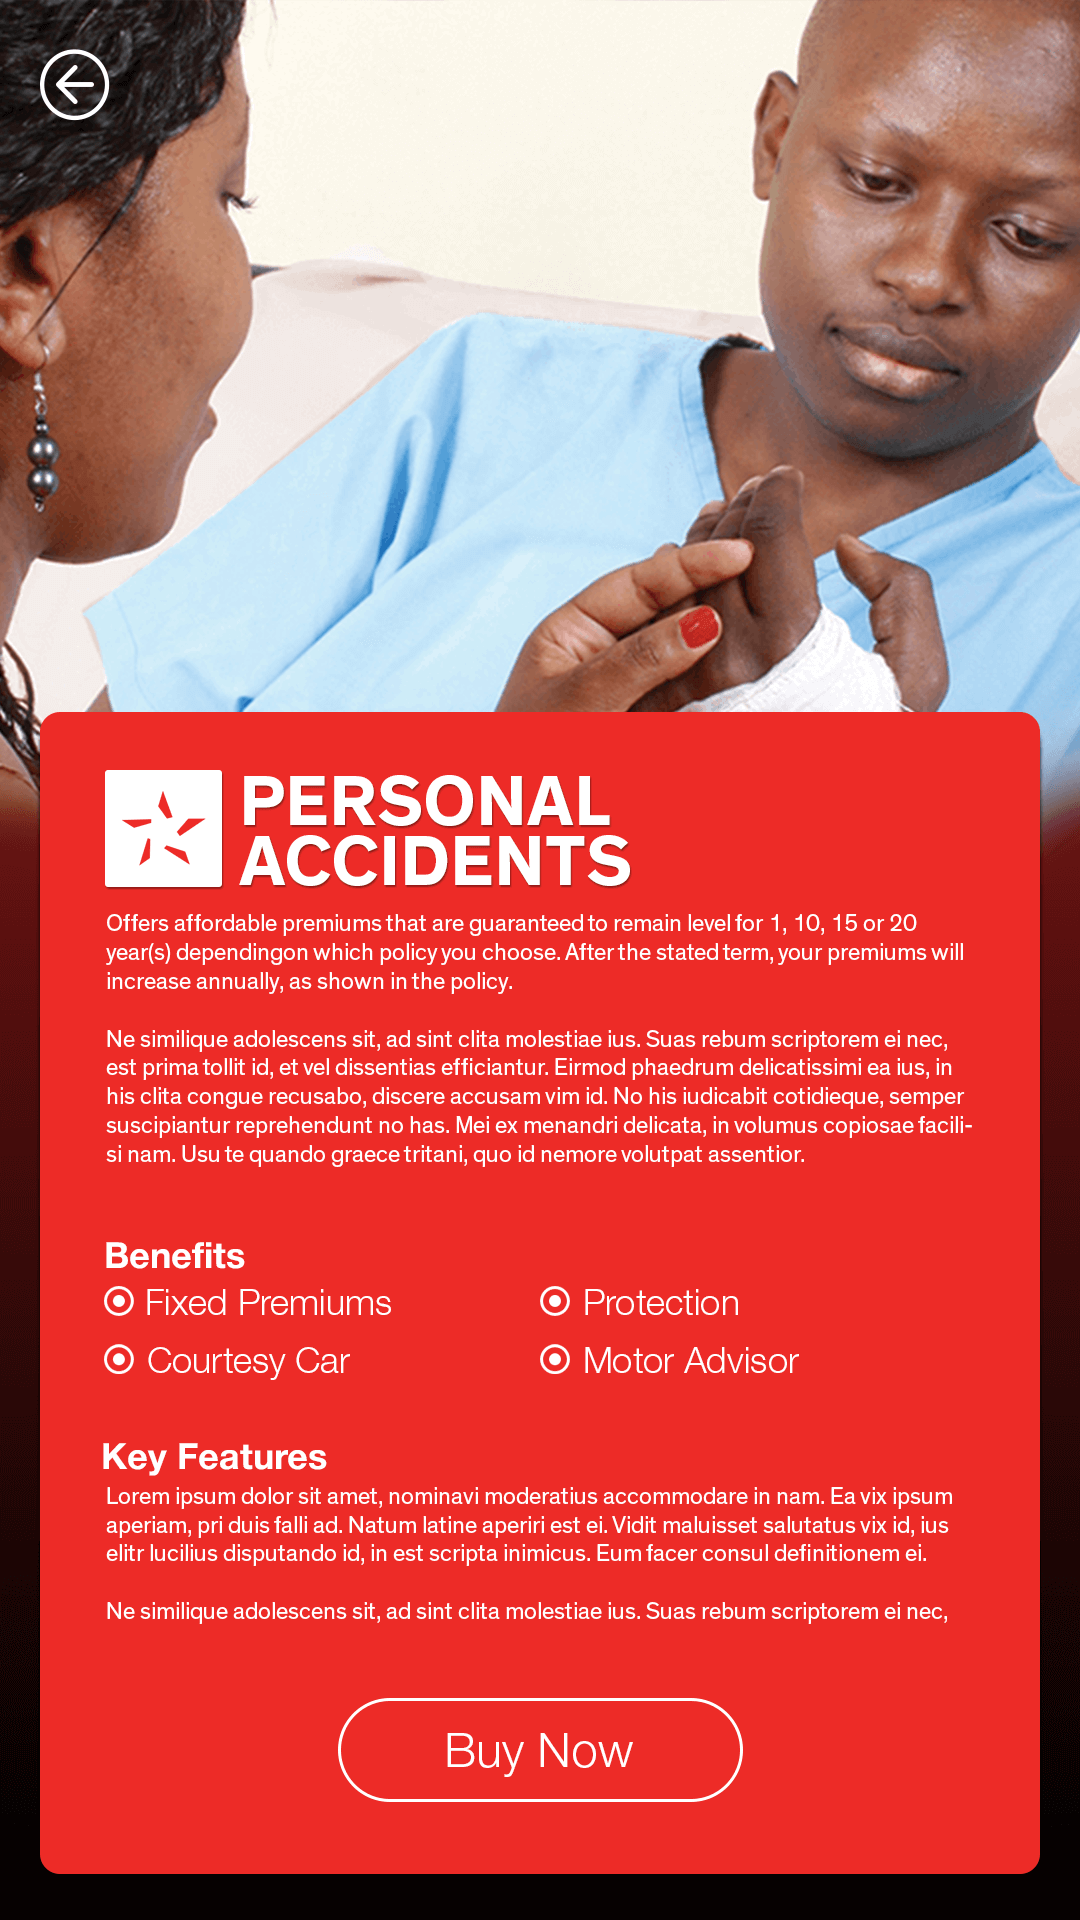 PERSONAL
ACCIDENTS
Offers affordable premiums that are guaranteed to remain level for 1, 10, 15 or 20
year(s) dependingon which policy you choose. After the stated term, your premiums will
increase annually, as shown in the policy.
Ne similique adolescens sit, ad sint clita molestiae ius. Suas rebum scriptorem ei nec,
est prima tollit id, et vel dissentias efficiantur. Eirmod phaedrum delicatissimi ea ius, in
his clita congue recusabo, discere accusam vim id. No his iudicabit cotidieque, semper
suscipiantur reprehendunt no has. Mei ex menandri delicata, in volumus copiosae facili-
si nam. Usu te quando graece tritani, quo id nemore volutpat assentior.
Benefits
Fixed Premiums
Protection
Courtesy Car
Motor Advisor
Key Features
Lorem ipsum dolor sit amet, nominavi moderatius accommodare in nam. Ea vix ipsum
aperiam, pri duis falli ad. Natum latine aperiri est ei. Vidit maluisset salutatus vix id, ius
elitr lucilius disputando id, in est scripta inimicus. Eum facer consul definitionem ei.
Ne similique adolescens sit, ad sint clita molestiae ius. Suas rebum scriptorem ei nec,
Buy Now